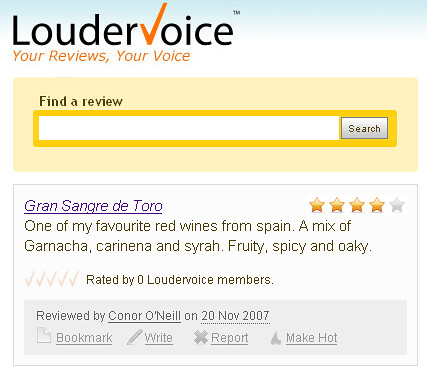 LouderVoice™
Your Reviews, Your Voice
Find a review
Search
Gran Sangre de Toro
One of my favourite red wines from spain. A mix of
Garnacha, carinena and syrah. Fruity, spicy and oaky.
Rated by 0 Loudervoice members.
Reviewed by Conor O'Neill on 20 Nov 2007
Bookmark Write Report Make Hot